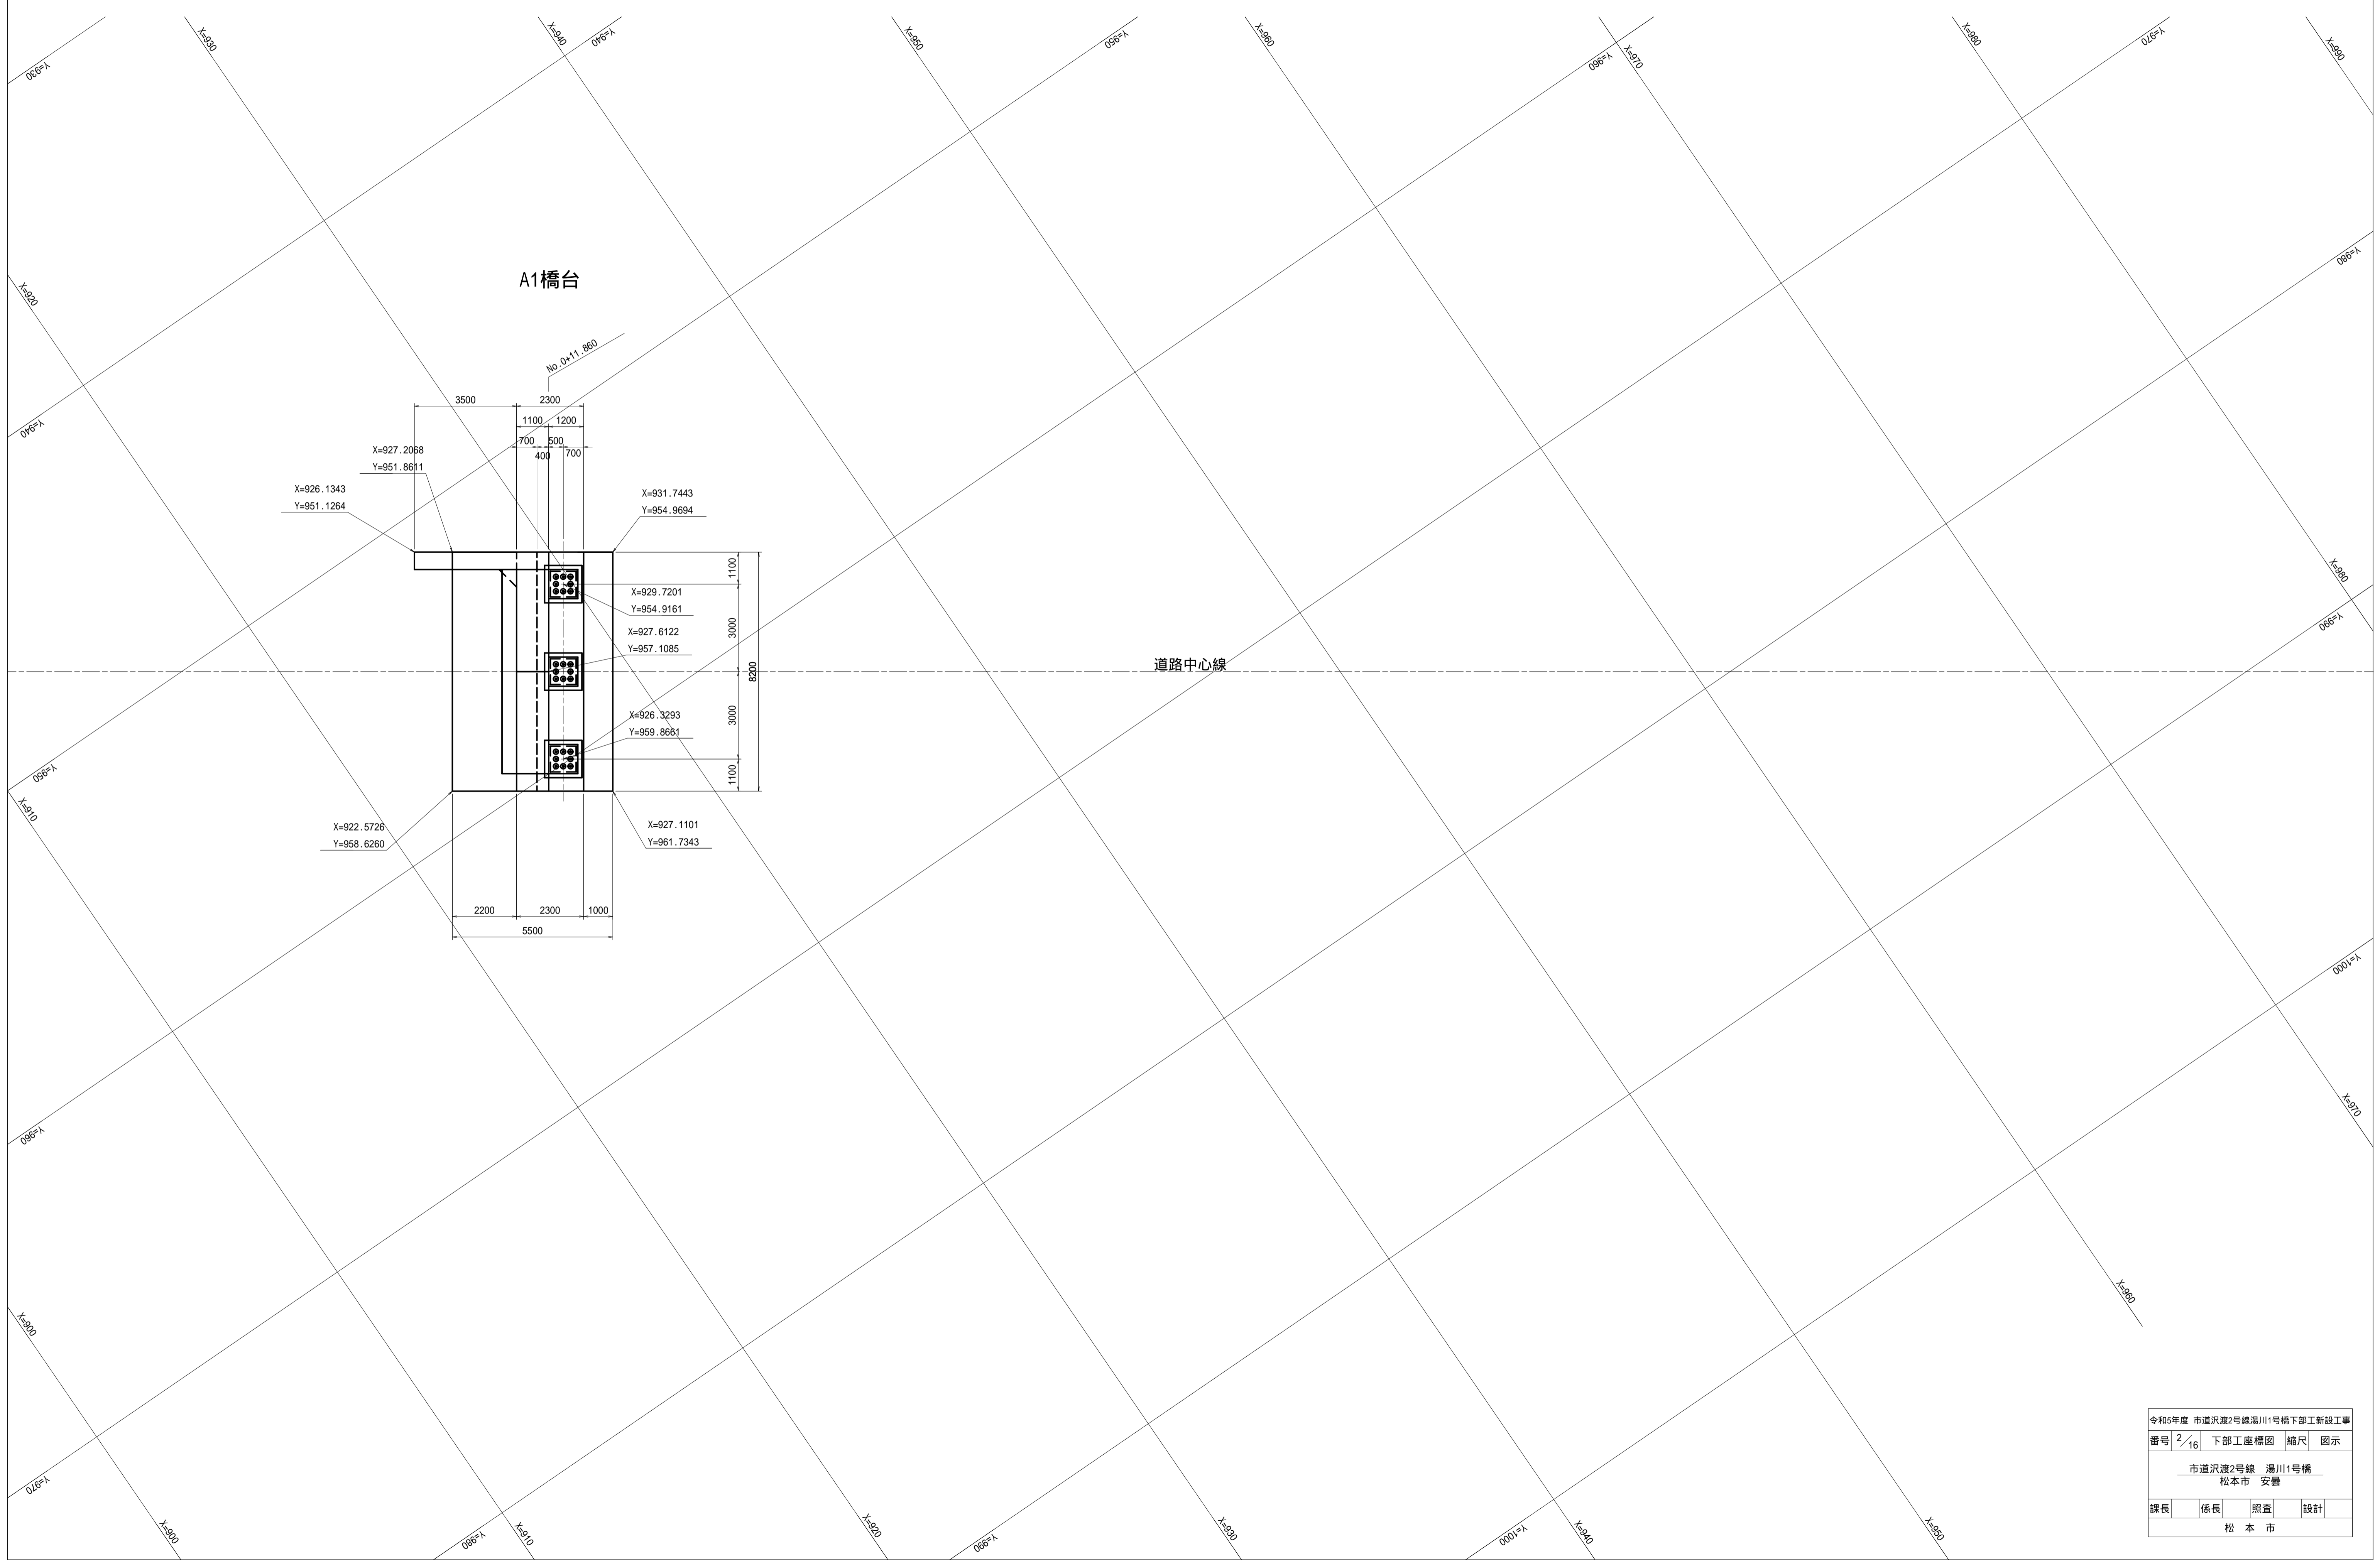 X=930
X=940
Y=940
X=950
Y=950
X=960
Y=960
X=970
X=980
Y=970
X=990
Y=930
X=920
Y=980
A1橋台
No.0+11.860
3500
2300
1100
1200
700
500
400
700
Y=940
X=927.2068
Y=951.8611
X=926.1343
Y=951.1264
X=931.7443
Y=954.9694
1100
X=929.7201
Y=954.9161
3000
X=927.6122
Y=957.1085
8200
道路中心線
X=980
Y=990
3000
X=926.3293
Y=959.8661
1100
Y=950
X=910
X=922.5726
Y=958.6260
X=927.1101
Y=961.7343
2200
2300
1000
5500
Y=1000
X=970
Y=960
X=960
X=900
Y=970
X=900
Y=980
X=910
X=920
Y=990
X=930
Y=1000
X=940
X=950
令和5年度 市道沢渡2号線湯川1号橋下部工新設工事
番号 2/16 下部工座標図 縮尺 図示
市道沢渡2号線 湯川1号橋
松本市 安曇
課長 係長 照査 設計
松 本 市